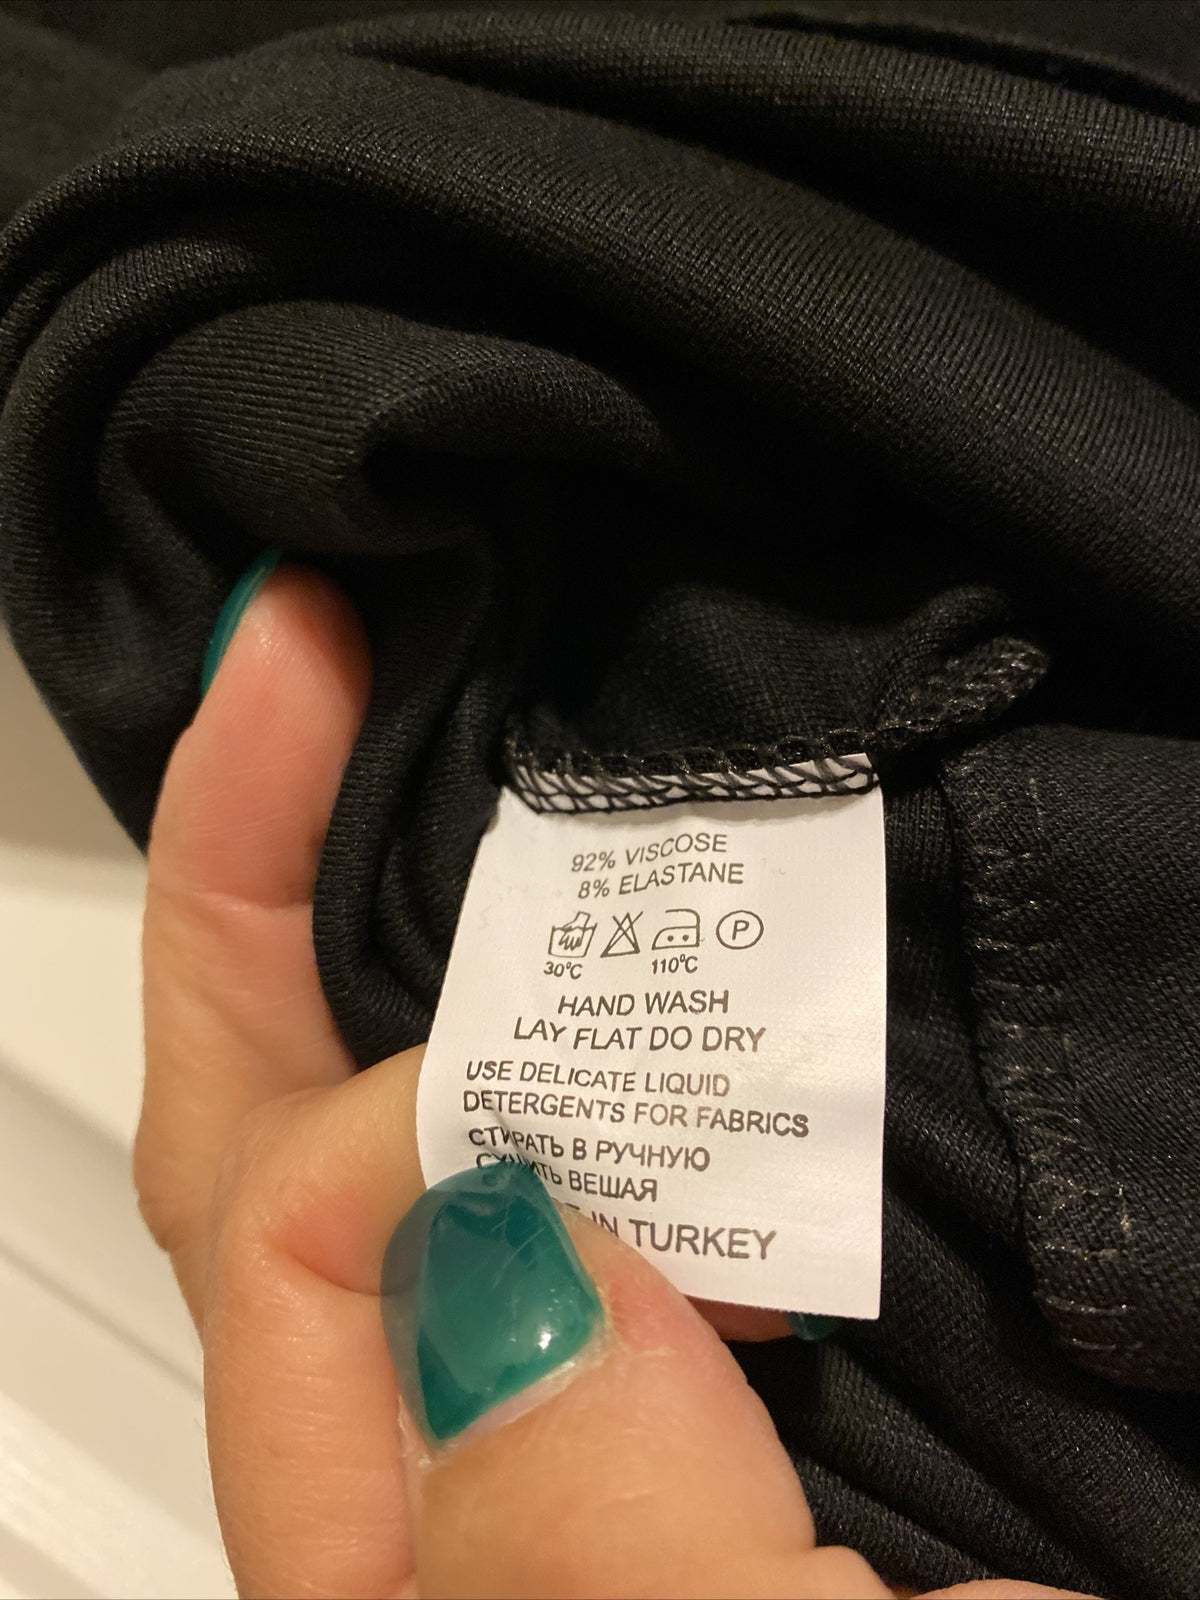 92% VISCOSE
8% ELASTANE
P
30°C 110°C
HAND WASH
LAY FLAT DO DRY
USE DELICATE LIQUID
DETERGENTS FOR FABRICS
СТИРАТЬ В РУЧНУЮ
СУШИТЬ ВЕШАЯ
IN TURKEY